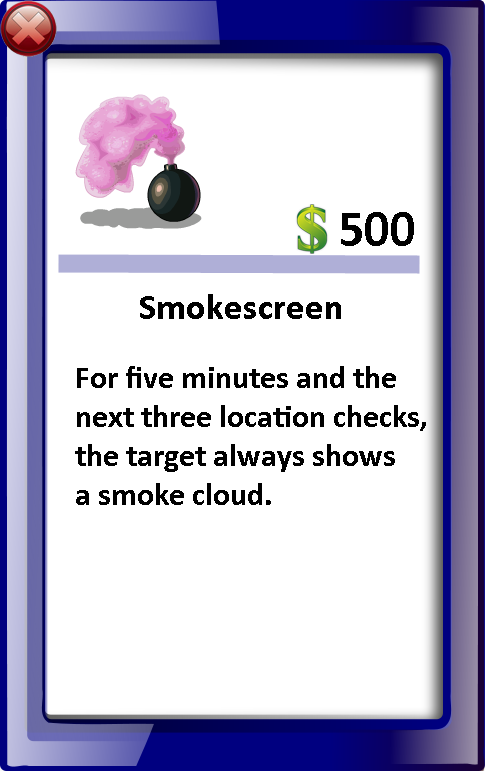 $ 500
Smokescreen
For five minutes and the
next three location checks,
the target always shows
a smoke cloud.